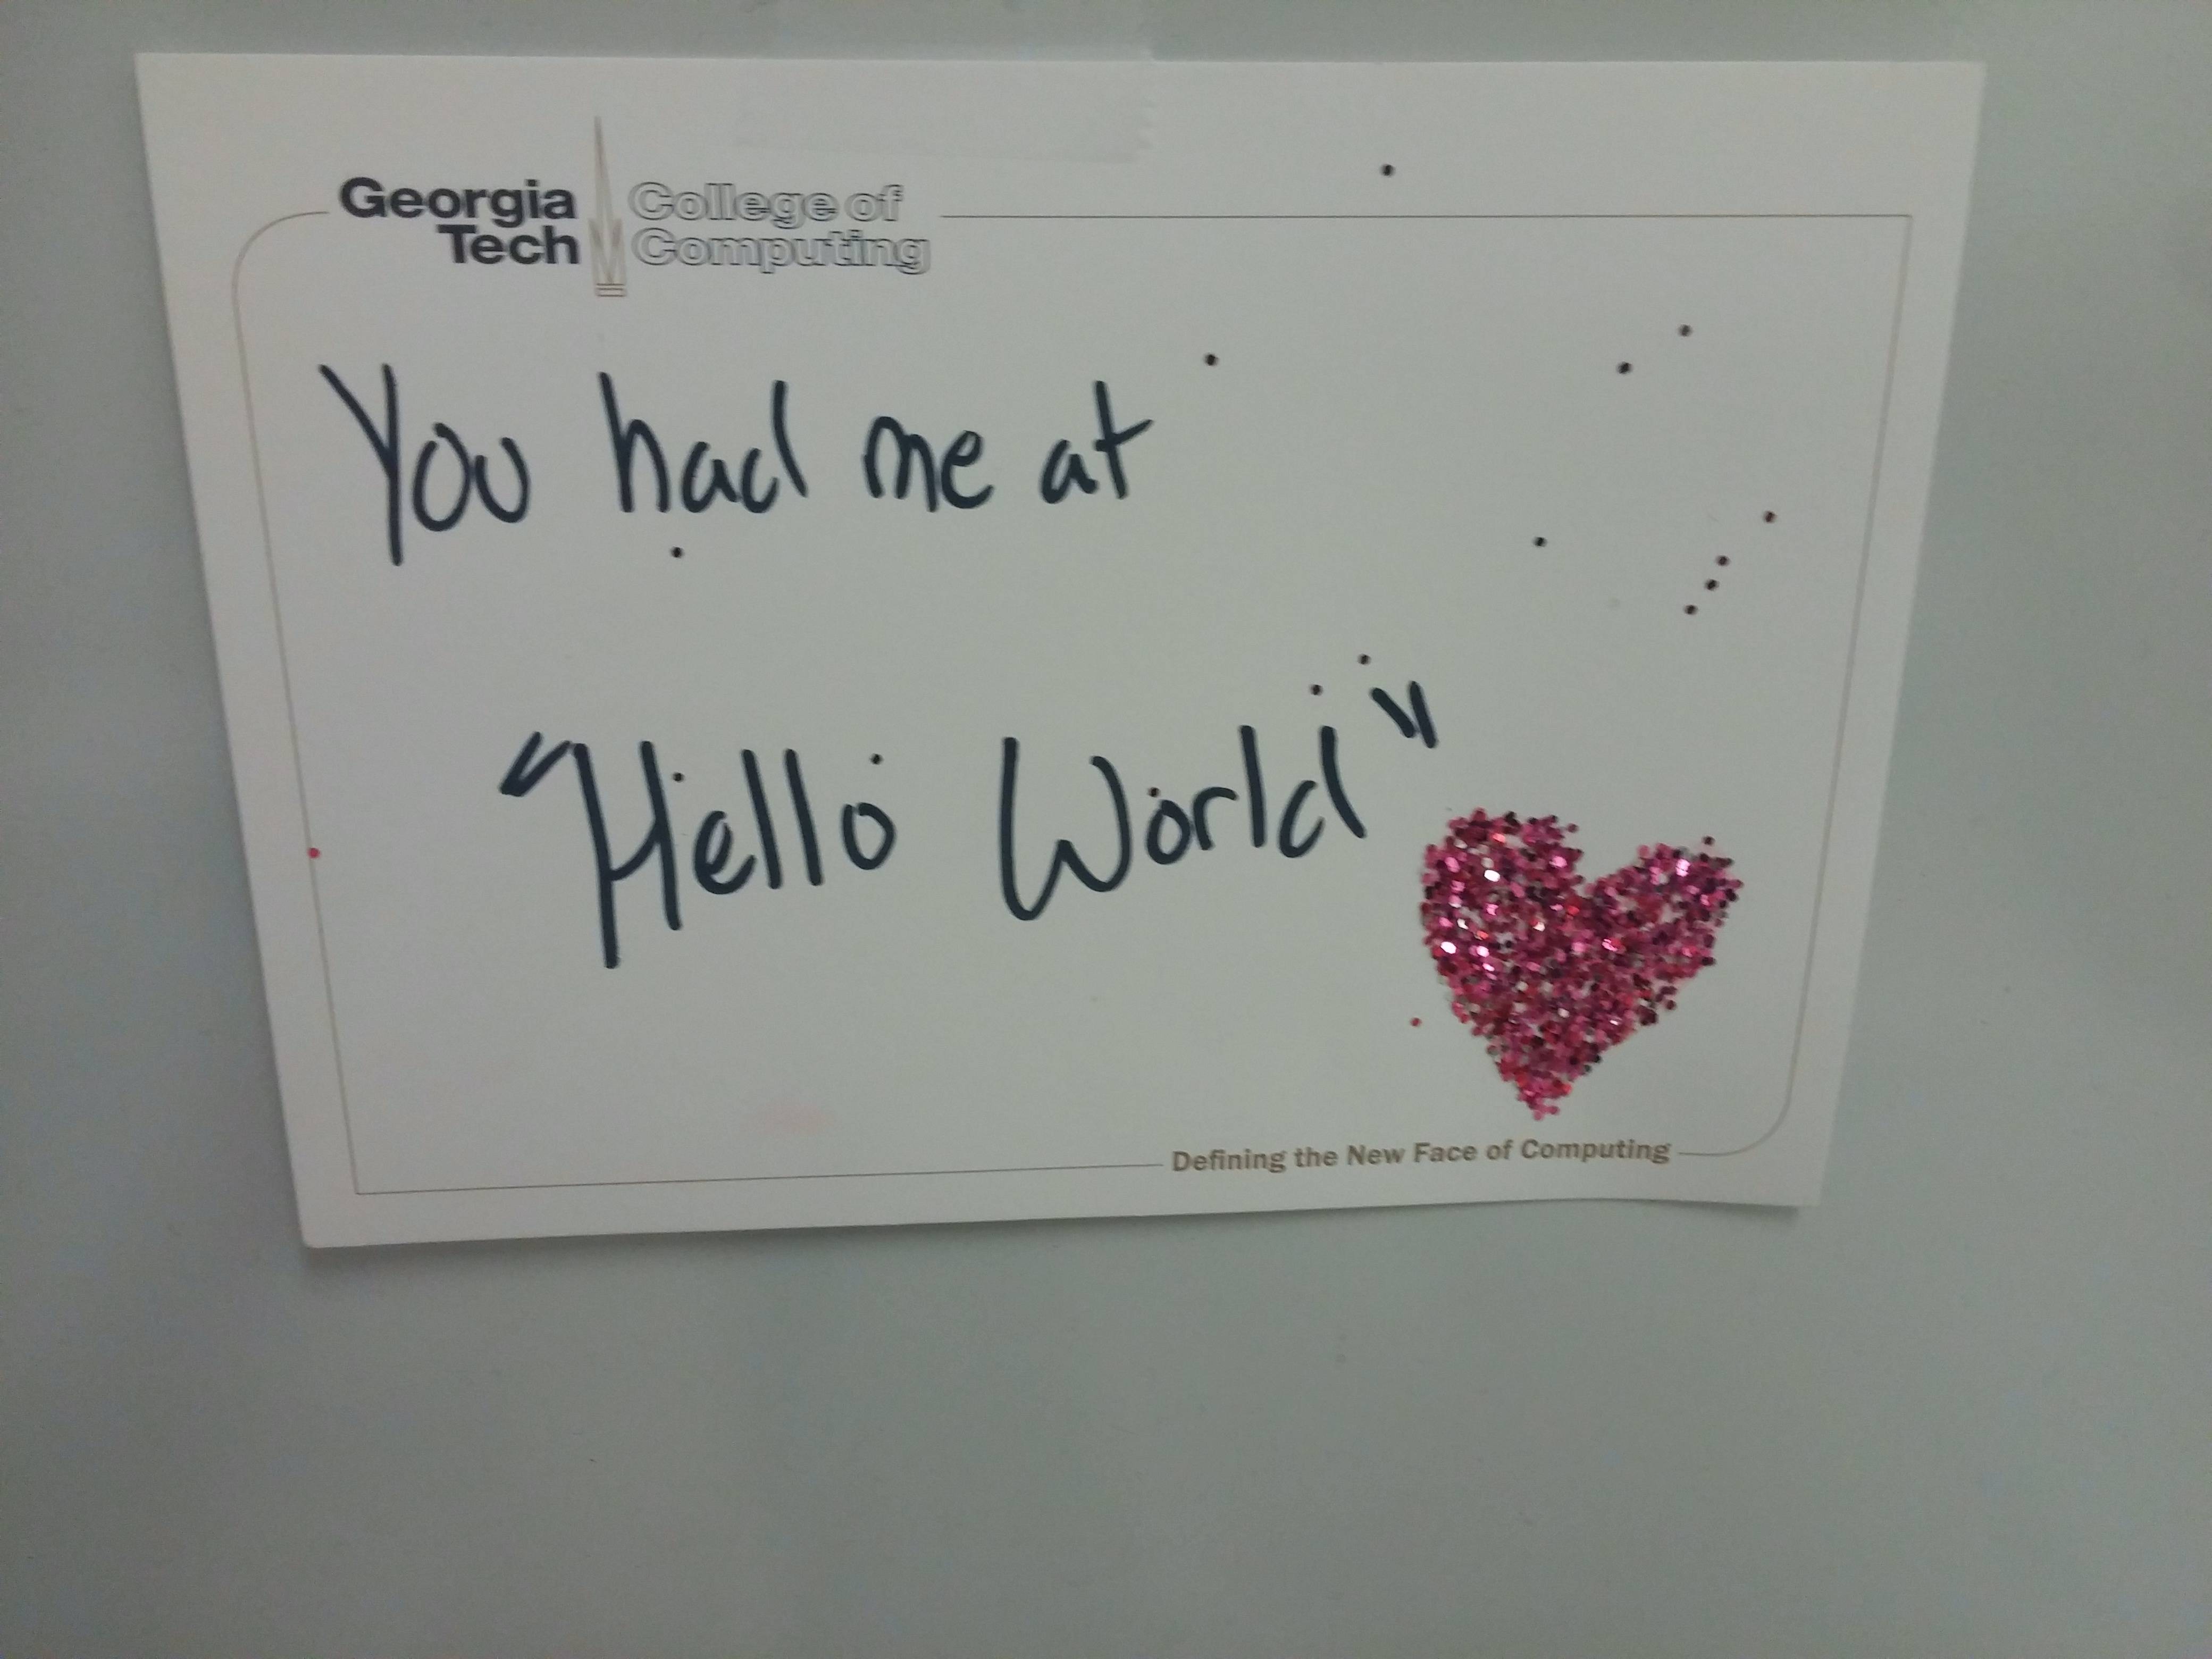 Georgia Tech
College of Computing
You had me at
"Hello World"
Defining the New Face of Computing